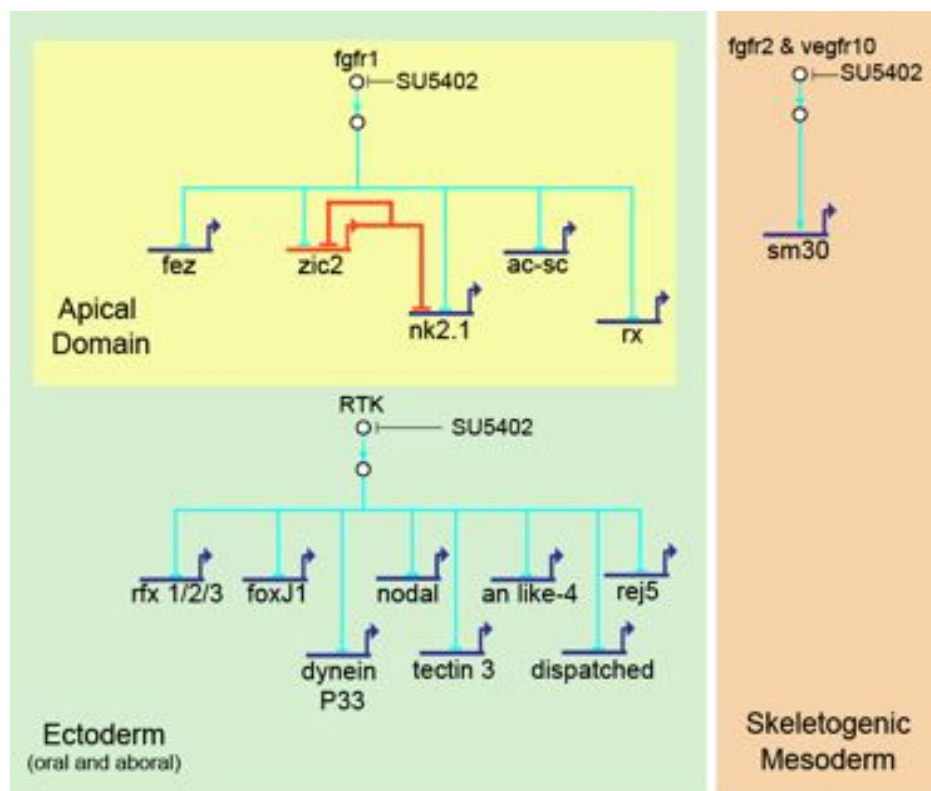 fgfr1
SU5402
fez
zic2
ac-sc
nk2.1
rx
Apical
Domain
RTK
SU5402
rfx 1/2/3
foxJ1
nodal
an like-4
rej5
dynein
P33
tectin 3
dispatched
Ectoderm
(oral and aboral)
fgfr2 & vegfr10
SU5402
sm30
Skeletogenic
Mesoderm